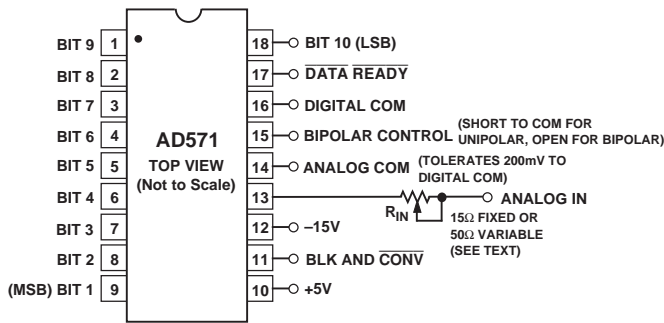 BIT 9 1
18 BIT 10 (LSB)
BIT 8 2
17 DATA READY
BIT 7 3
16 DIGITAL COM
BIT 6 4
15 BIPOLAR CONTROL (SHORT TO COM FOR
UNIPOLAR, OPEN FOR BIPOLAR)
AD571
TOP VIEW
(Not to Scale)
BIT 5 5
14 ANALOG COM (TOLERATES 200mV TO
DIGITAL COM)
BIT 4 6
13
ANALOG IN
RIN
15Ω FIXED OR
50Ω VARIABLE
(SEE TEXT)
BIT 3 7
12 –15V
BIT 2 8
11 BLK AND CONV
(MSB) BIT 1 9
10 +5V